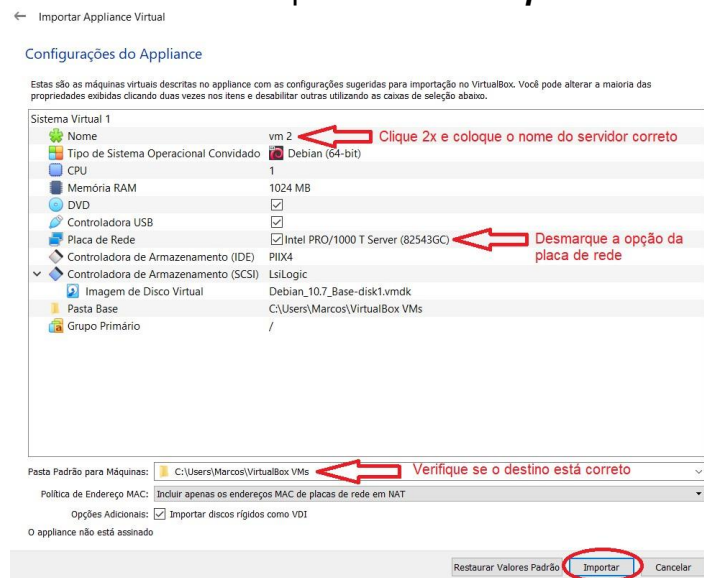 ← Importar Appliance Virtual
Configurações do Appliance
Estas são as máquinas virtuais descritas no appliance com as configurações sugeridas para importação no VirtualBox. Você pode alterar a maioria das
propriedades exibidas clicando duas vezes nos itens e desabilitar outras utilizando as caixas de seleção abaixo.
Sistema Virtual 1
Nome vm 2 Clique 2x e coloque o nome do servidor correto
Tipo de Sistema Operacional Convidado Debian (64-bit)
CPU 1
Memória RAM 1024 MB
DVD
Controladora USB
Placa de Rede Intel PRO/1000 T Server (82543GC) Desmarque a opção da
placa de rede
Controladora de Armazenamento (IDE) PIIX4
Controladora de Armazenamento (SCSI) LsiLogic
Imagem de Disco Virtual Debian_10.7_Base-disk1.vmdk
Pasta Base C:\Users\Marcos\VirtualBox VMs
Grupo Primário /
Pasta Padrão para Máquinas: C:\Users\Marcos\VirtualBox VMs Verifique se o destino está correto
Política de Endereço MAC: Incluir apenas os endereços MAC de placas de rede em NAT
Opções Adicionais: Importar discos rígidos como VDI
O appliance não está assinado
Restaurar Valores Padrão Importar Cancelar